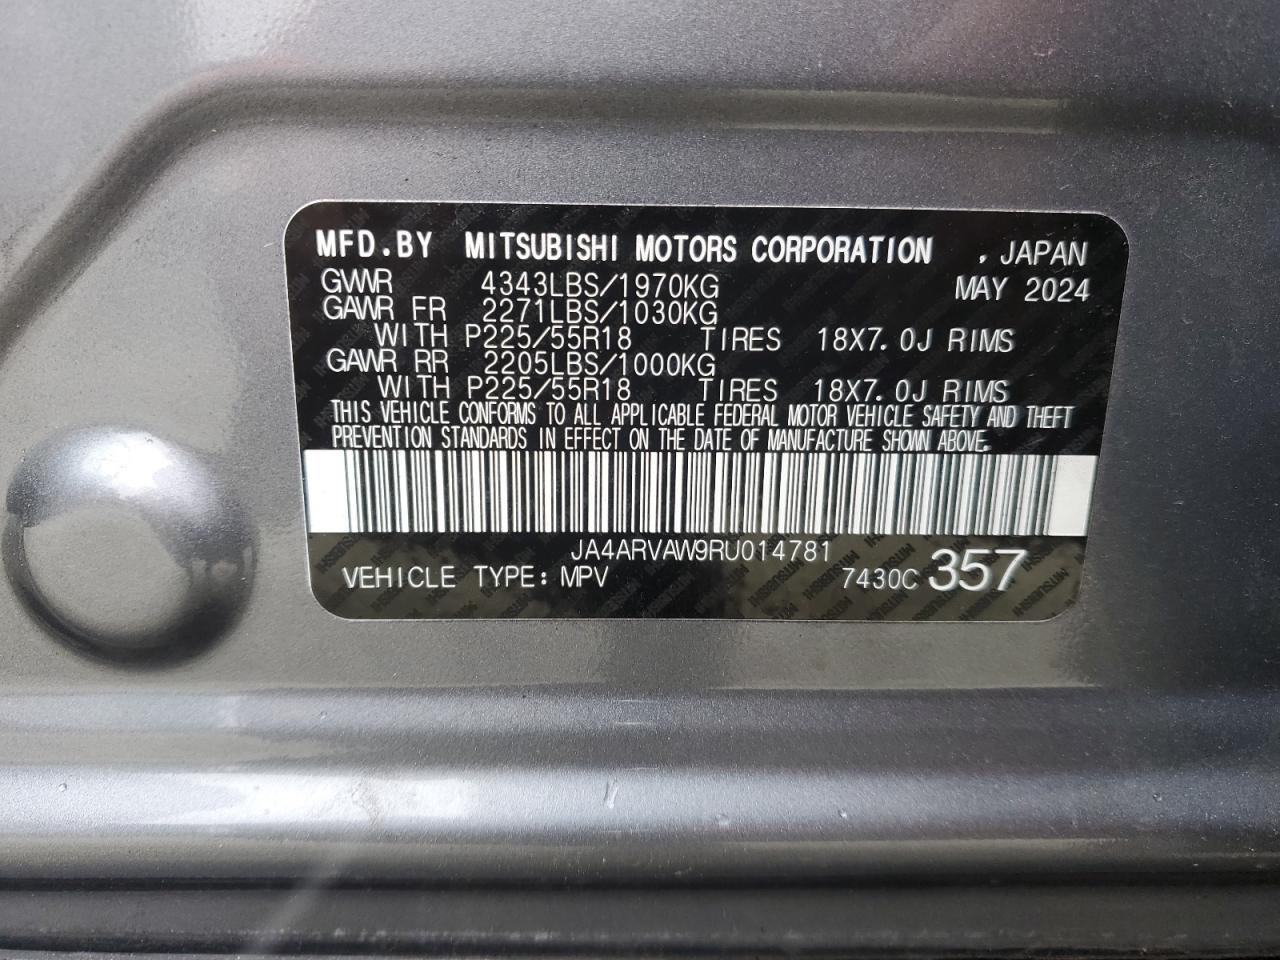 MFD.BY MITSUBISHI MOTORS CORPORATION , JAPAN
GVWR 4343LBS/1970KG MAY 2024
GAWR FR 2271LBS/1030KG
WITH P225/55R18 TIRES 18X7.0J RIMS
GAWR RR 2205LBS/1000KG
WITH P225/55R18 TIRES 18X7.0J RIMS
THIS VEHICLE CONFORMS TO ALL APPLICABLE FEDERAL MOTOR VEHICLE SAFETY AND THEFT
PREVENTION STANDARDS IN EFFECT ON THE DATE OF MANUFACTURE SHOWN ABOVE.
JA4ARVAW9RU014781
VEHICLE TYPE: MPV 7430C 357